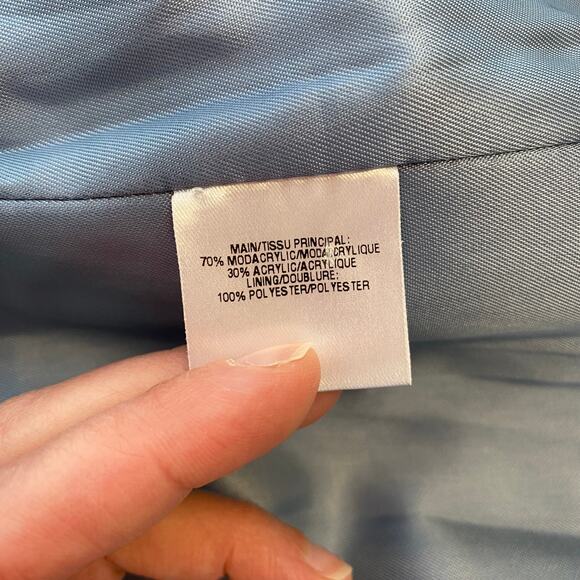 MAIN/TISSU PRINCIPAL:
70% MODACRYLIC/MODACRYLIQUE
30% ACRYLIC/ACRYLIQUE
LINING/DOUBLURE:
100% POLYESTER/POLYESTER